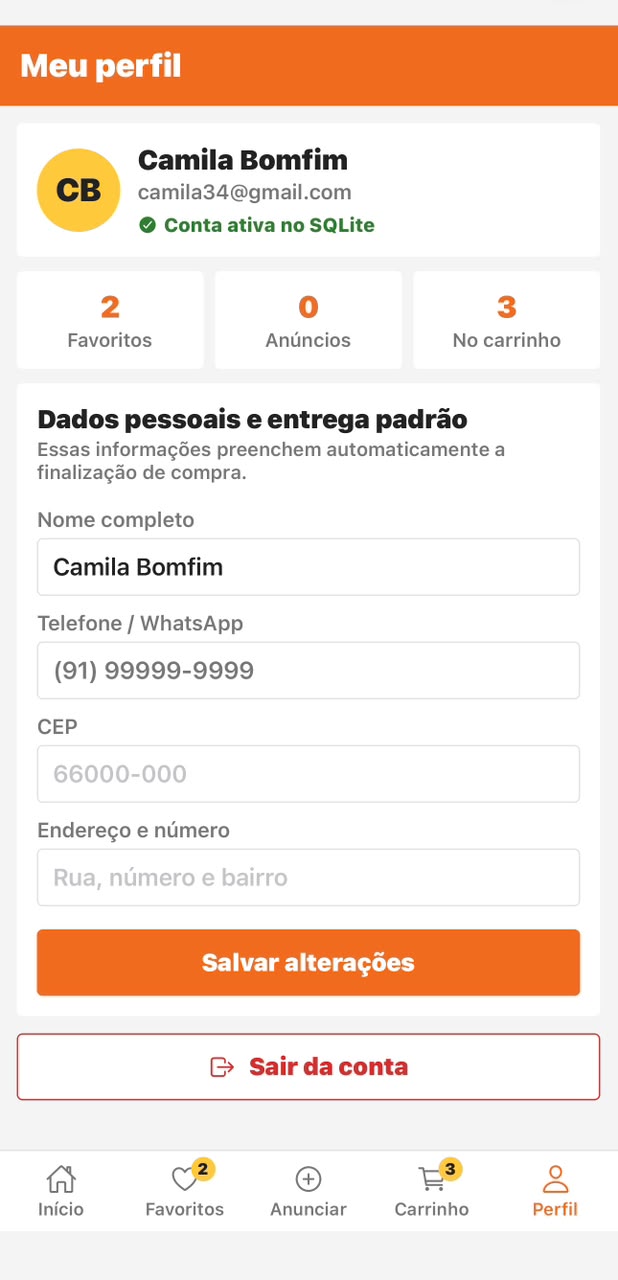 Meu perfil
CB
Camila Bomfim
camila34@gmail.com
Conta ativa no SQLite
2
Favoritos
0
Anúncios
3
No carrinho
Dados pessoais e entrega padrão
Essas informações preenchem automaticamente a
finalização de compra.
Nome completo
Camila Bomfim
Telefone / WhatsApp
(91) 99999-9999
CEP
66000-000
Endereço e número
Rua, número e bairro
Salvar alterações
Sair da conta
Início
2
Favoritos
Anunciar
3
Carrinho
Perfil